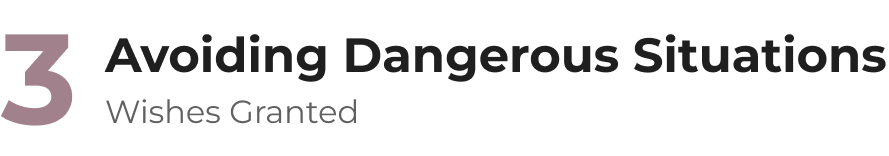 3
Avoiding Dangerous Situations
Wishes Granted